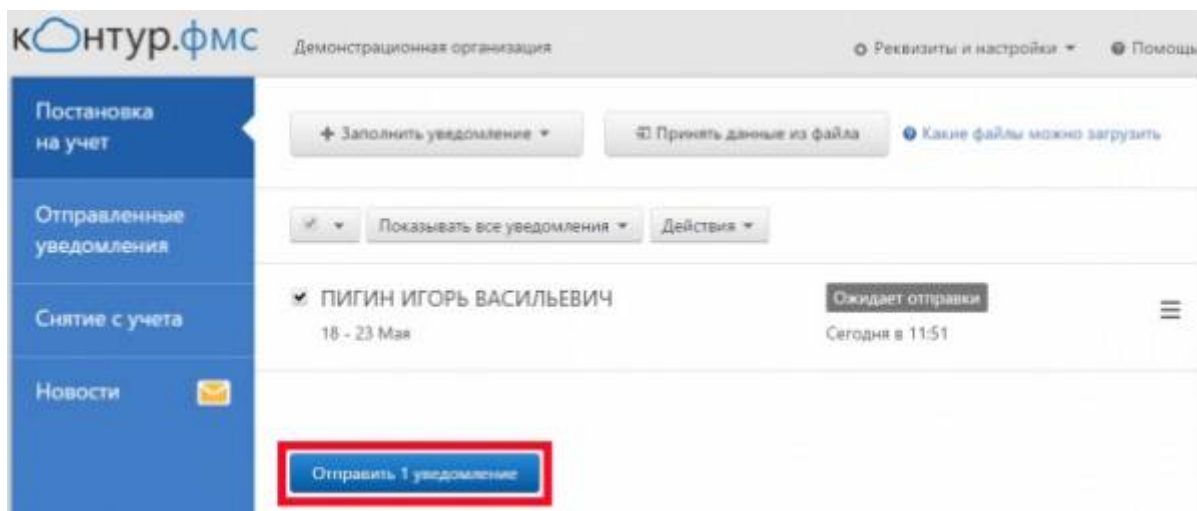 контур.фмс
Демонстрационная организация
Реквизиты и настройки
Помощь
Постановка
на учет
Заполнить уведомление
Принять данные из файла
Какие файлы можно загрузить
Отправленные
уведомления
Показывать все уведомления
Действия
Снятие с учета
ПИГИН ИГОРЬ ВАСИЛЬЕВИЧ
Ожидает отправки
18 - 23 Мая
Сегодня в 11:51
Новости
Отправить 1 уведомление